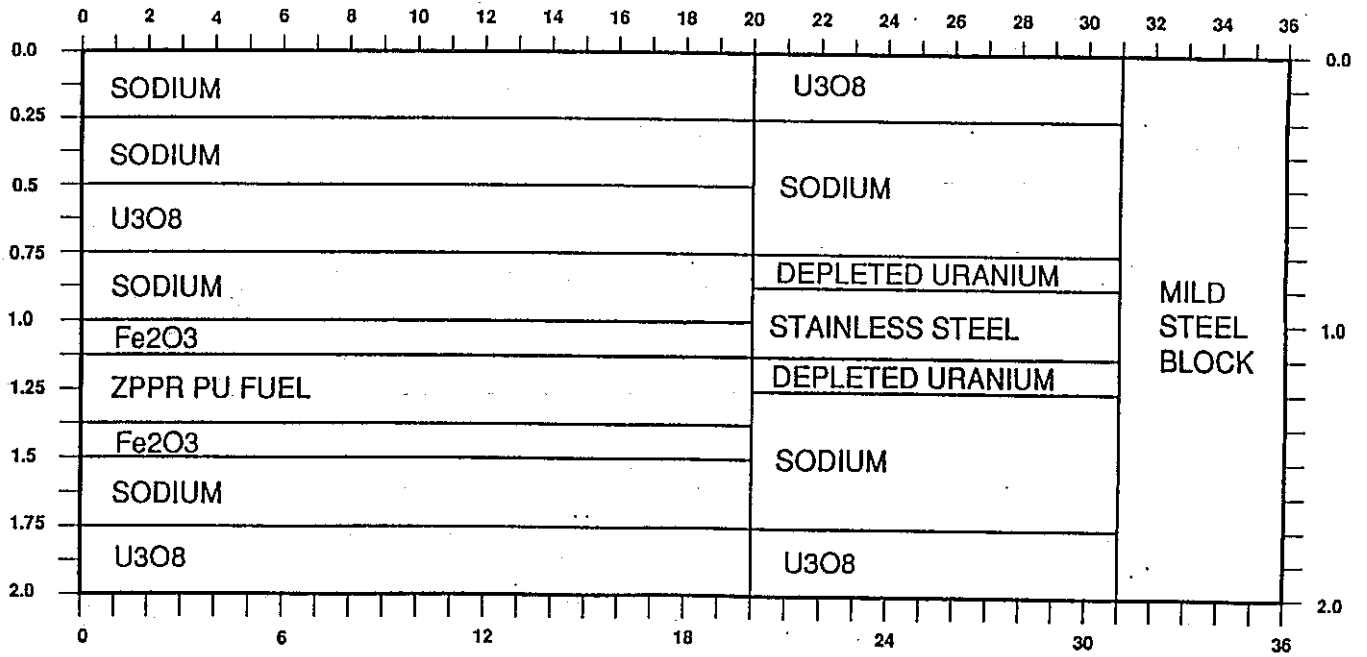 0 2 4 6 8 10 12 14 16 18 20 22 24 26 28 30 32 34 36
0.0
0.25
0.5
0.75
1.0
1.25
1.5
1.75
2.0
SODIUM
SODIUM
U3O8
SODIUM
Fe2O3
ZPPR PU FUEL
Fe2O3
SODIUM
U3O8
U3O8
SODIUM
DEPLETED URANIUM
STAINLESS STEEL
DEPLETED URANIUM
SODIUM
U3O8
MILD
STEEL
BLOCK
0.0
1.0
2.0
0 6 12 18 24 30 36